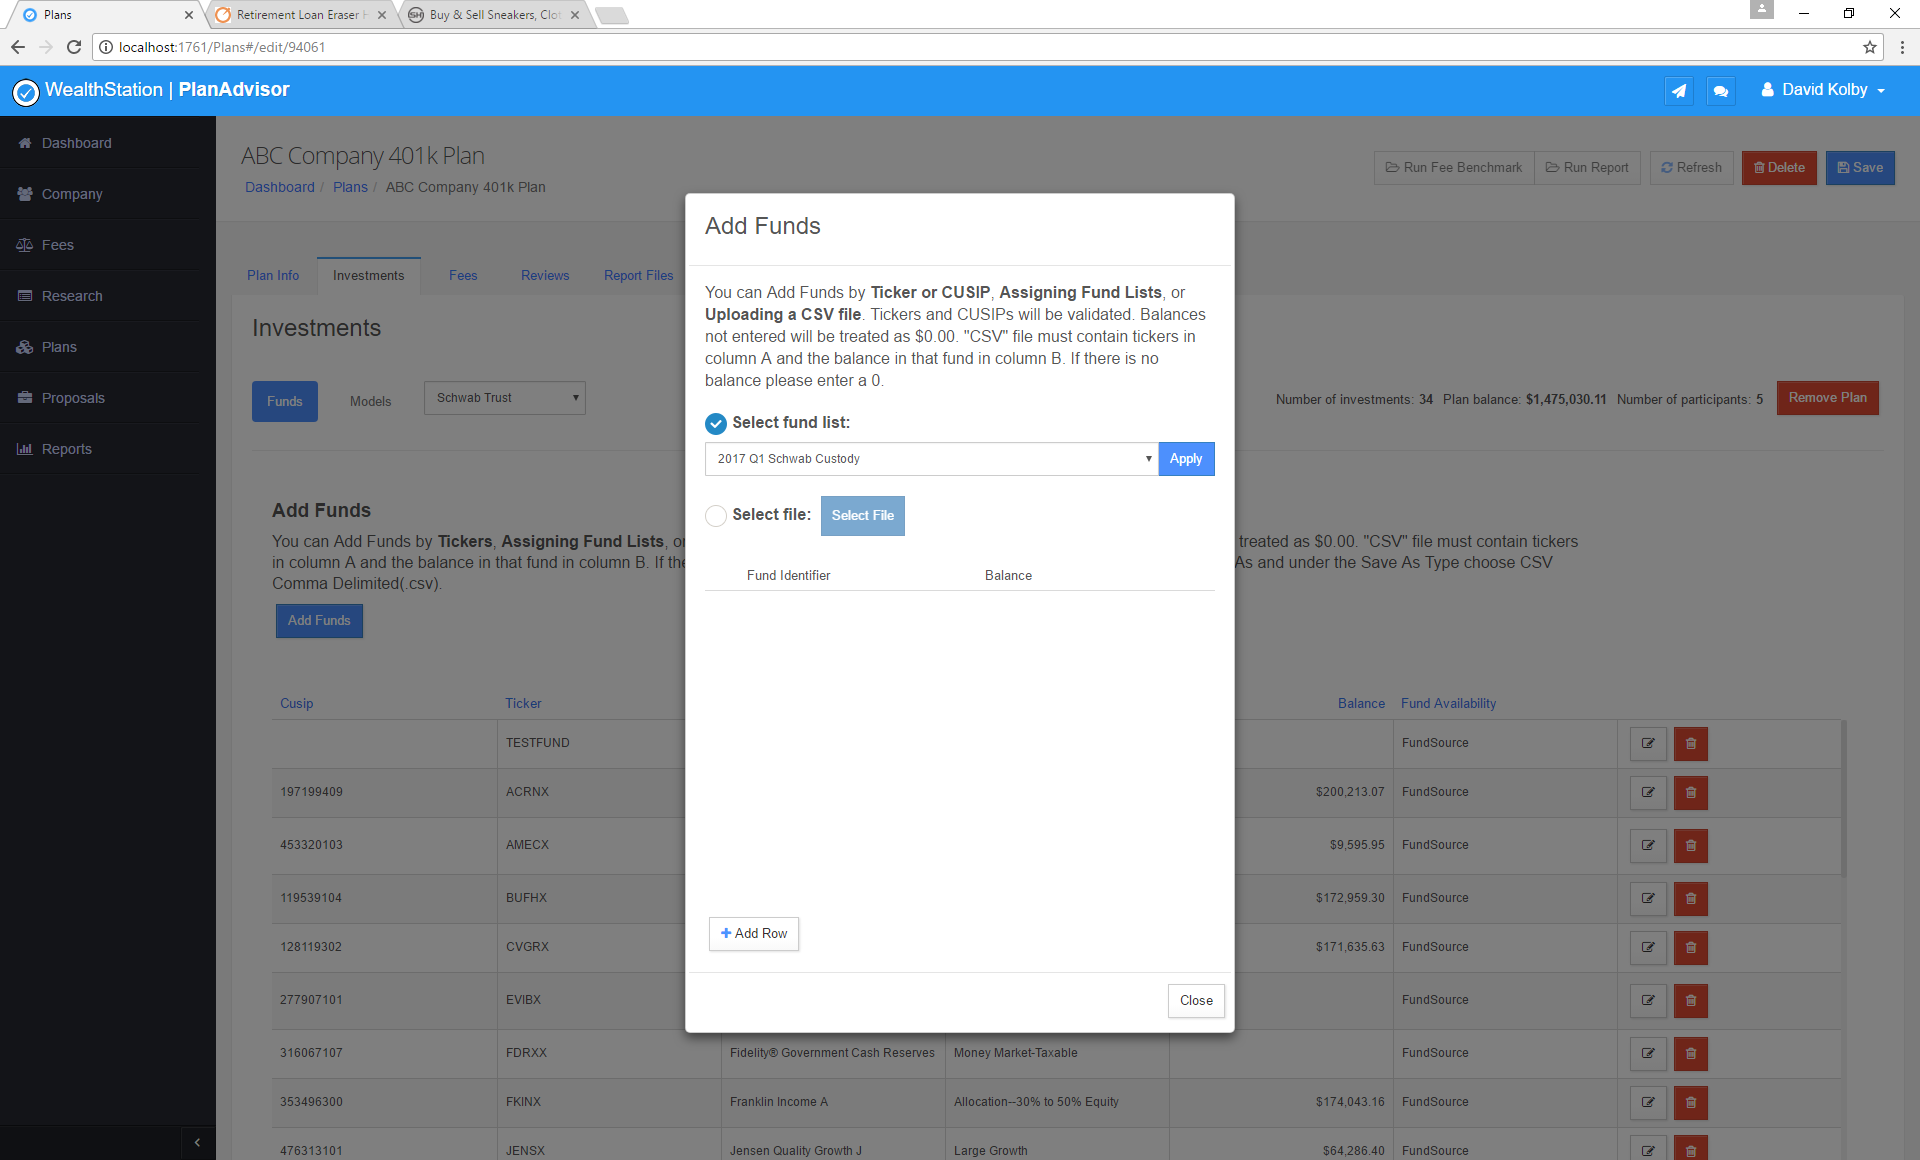 Plans
Retirement Loan Eraser
Buy & Sell Sneakers, Clo
localhost:1761/Plans#/edit/94061
WealthStation | PlanAdvisor
David Kolby
Dashboard
Company
Fees
Research
Plans
Proposals
Reports
ABC Company 401k Plan
Dashboard / Plans / ABC Company 401k Plan
Run Fee Benchmark
Run Report
Refresh
Delete
Save
Plan Info
Investments
Fees
Reviews
Report Files
Investments
Funds
Models
Schwab Trust
Number of investments: 34 Plan balance: $1,475,030.11 Number of participants: 5
Remove Plan
Add Funds
You can Add Funds by Tickers, Assigning Fund Lists, o
treated as $0.00. "CSV" file must contain tickers
in column A and the balance in that fund in column B. If the
As and under the Save As Type choose CSV
Comma Delimited(.csv).
Add Funds
Cusip Ticker Balance Fund Availability
TESTFUND FundSource
197199409 ACRNX $200,213.07 FundSource
453320103 AMECX $9,595.95 FundSource
119539104 BUFHX $172,959.30 FundSource
128119302 CVGRX $171,635.63 FundSource
277907101 EVIBX FundSource
316067107 FDRXX Fidelity® Government Cash Reserves Money Market-Taxable FundSource
353496300 FKINX Franklin Income A Allocation--30% to 50% Equity $174,043.16 FundSource
476313101 JENSX Jensen Quality Growth J Large Growth $64,286.40 FundSource
Add Funds
You can Add Funds by Ticker or CUSIP, Assigning Fund Lists, or
Uploading a CSV file. Tickers and CUSIPs will be validated. Balances
not entered will be treated as $0.00. "CSV" file must contain tickers in
column A and the balance in that fund in column B. If there is no
balance please enter a 0.
Select fund list:
2017 Q1 Schwab Custody
Apply
Select file:
Select File
Fund Identifier Balance
Add Row
Close